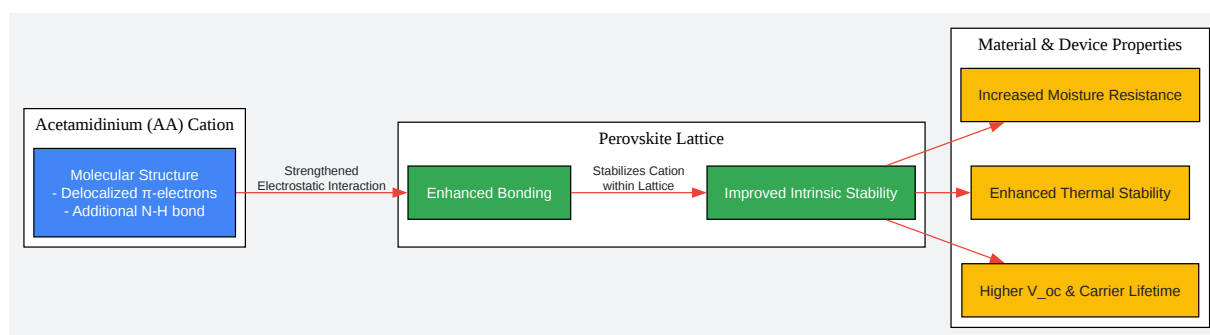 Acetamidinium (AA) Cation
Molecular Structure
- Delocalized π-electrons
- Additional N-H bond
Strengthened
Electrostatic Interaction
Perovskite Lattice
Enhanced Bonding
Stabilizes Cation
within Lattice
Improved Intrinsic Stability
Material & Device Properties
Increased Moisture Resistance
Enhanced Thermal Stability
Higher V_oc & Carrier Lifetime